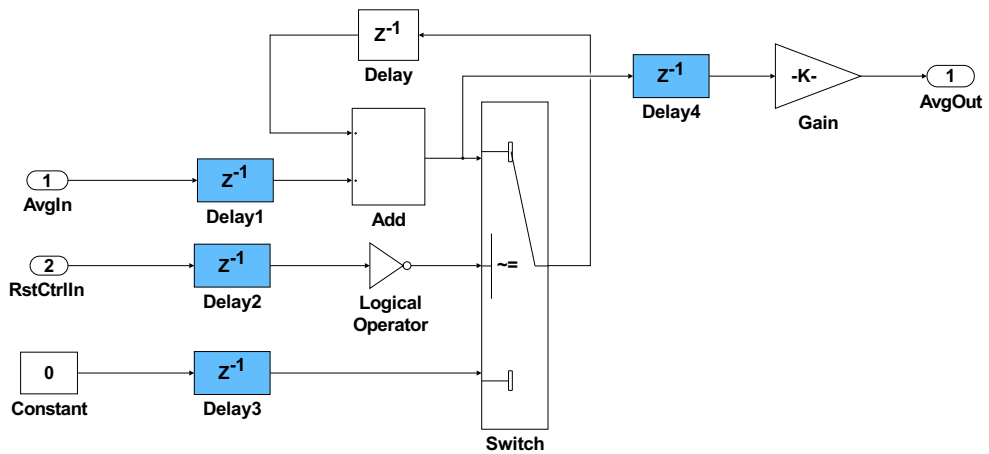 Z-1
Delay
Z-1
Delay4
-K-
Gain
1
AvgOut
+
+
Add
1
AvgIn
Z-1
Delay1
2
RstCtrlIn
Z-1
Delay2
Logical
Operator
~=
0
Constant
Z-1
Delay3
Switch